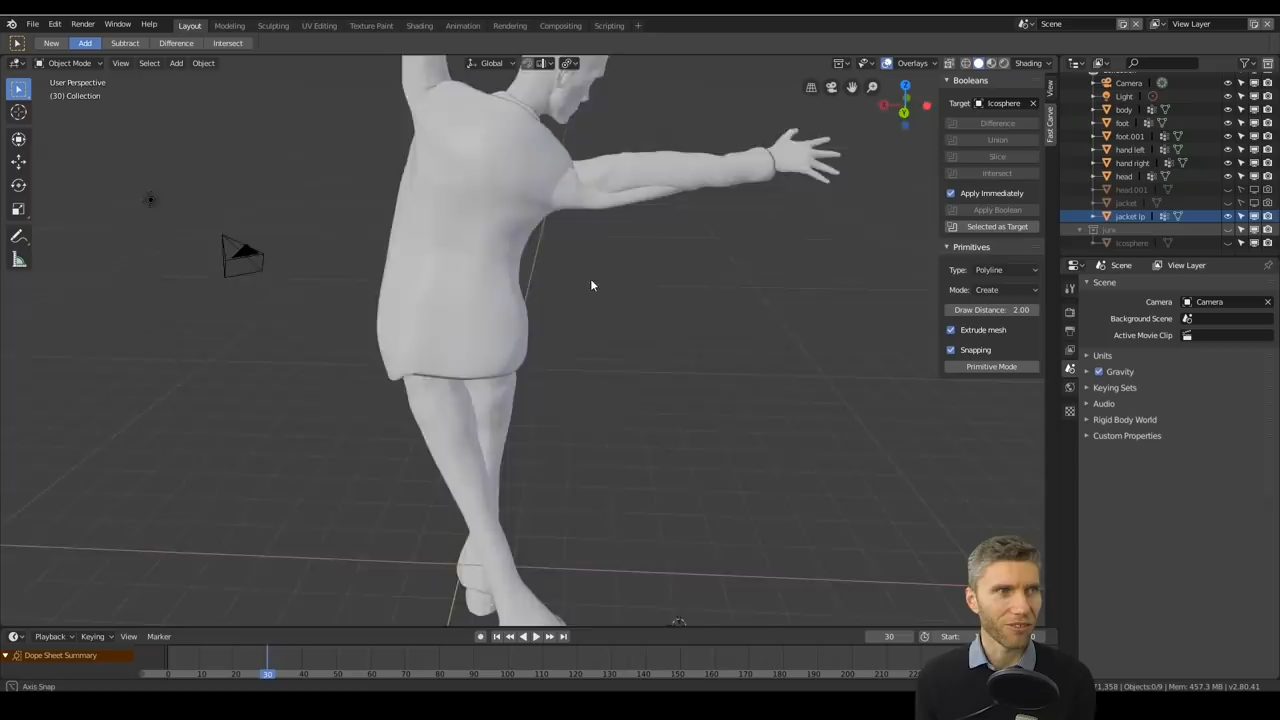 File Edit Render Window Help Layout Modeling Sculpting UV Editing Texture Paint Shading Animation Rendering Compositing Scripting + Scene View Layer
New Add Subtract Difference Intersect
Object Mode View Select Add Object Global Overlays Shading
User Perspective
(30) Collection
Booleans
Target Icosphere
Difference
Union
Slice
Intersect
Apply Immediately
Apply Boolean
Selected as Target
Primitives
Type: Polyline
Mode: Create
Draw Distance: 2.00
Extrude mesh
Snapping
Primitive Mode
View
Fast Carve
Camera
Light
body
foot
foot.001
hand left
hand right
head
head.001
jacket
jacket lp
junk
Icosphere
Scene View Layer
Scene
Camera Camera
Background Scene
Active Movie Clip
Units
Gravity
Keying Sets
Audio
Rigid Body World
Custom Properties
X
Y
Z
Playback Keying View Marker 30 Start:
Dope Sheet Summary
0 10 20 30 40 50 60 70 80 90 100 110 120 130 140 150 160 170 180 190 200 210
Axis Snap
71,358 | Objects:0/9 | Mem: 457.3 MB | v2.80.41